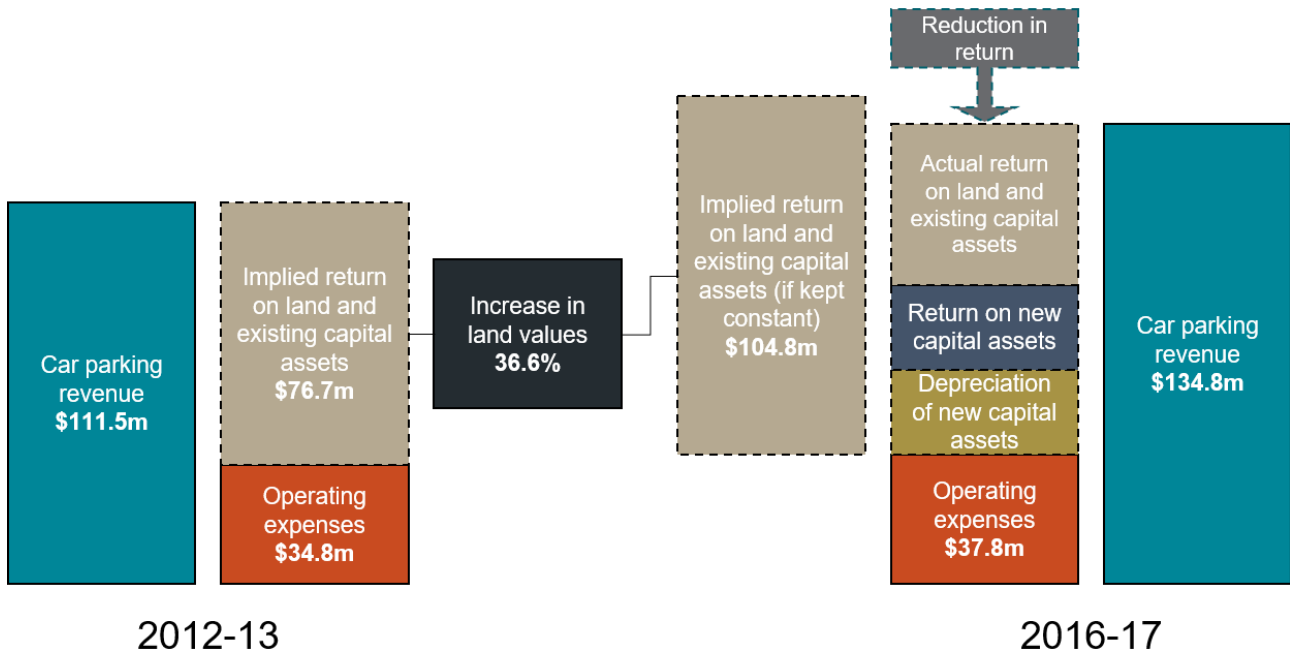 Reduction in
return
Car parking
revenue
$111.5m
Implied return
on land and
existing capital
assets
$76.7m
Operating
expenses
$34.8m
Increase in
land values
36.6%
Implied return
on land and
existing capital
assets (if kept
constant)
$104.8m
Actual return
on land and
existing capital
assets
Return on new
capital assets
Depreciation
of new capital
assets
Operating
expenses
$37.8m
Car parking
revenue
$134.8m
2012-13
2016-17